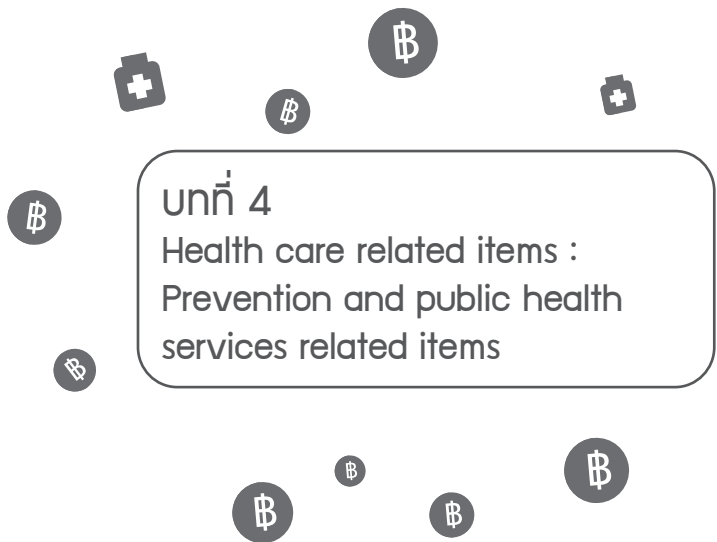 บทที่ 4
Health care related items :
Prevention and public health
services related items